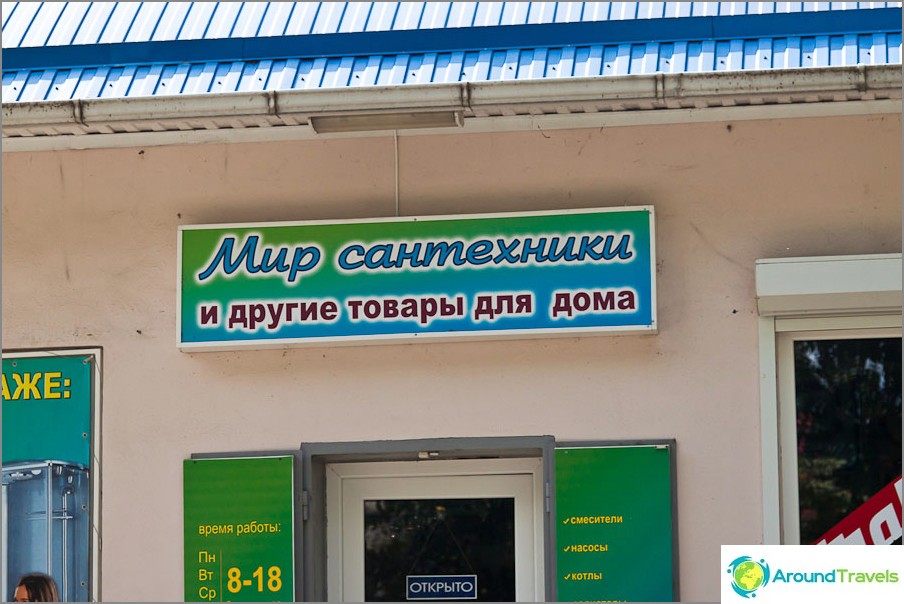 Мир сантехники
и другие товары для дома
АЖЕ:
время работы:
Пн
Вт 8-18
Ср
ОТКРЫТО
✓смесители
✓насосы
✓котлы
AroundTravels